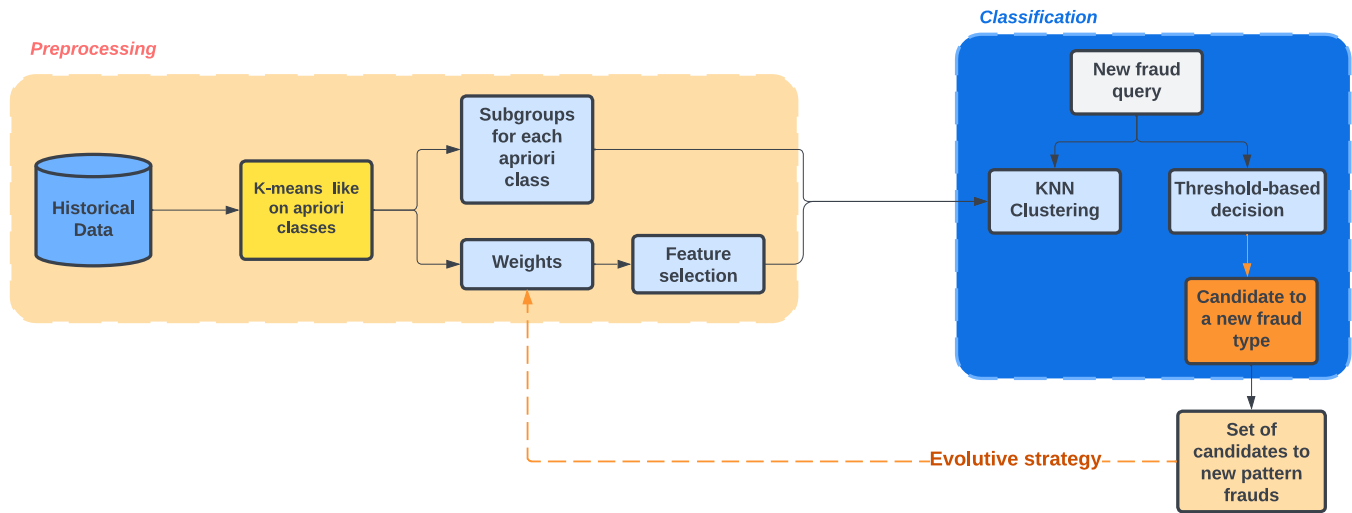 Preprocessing
Historical
Data
K-means like
on apriori
classes
Subgroups
for each
apriori
class
Weights
Feature
selection
Classification
New fraud
query
KNN
Clustering
Threshold-based
decision
Candidate to
a new fraud
type
Set of
candidates to
new pattern
frauds
Evolutive strategy